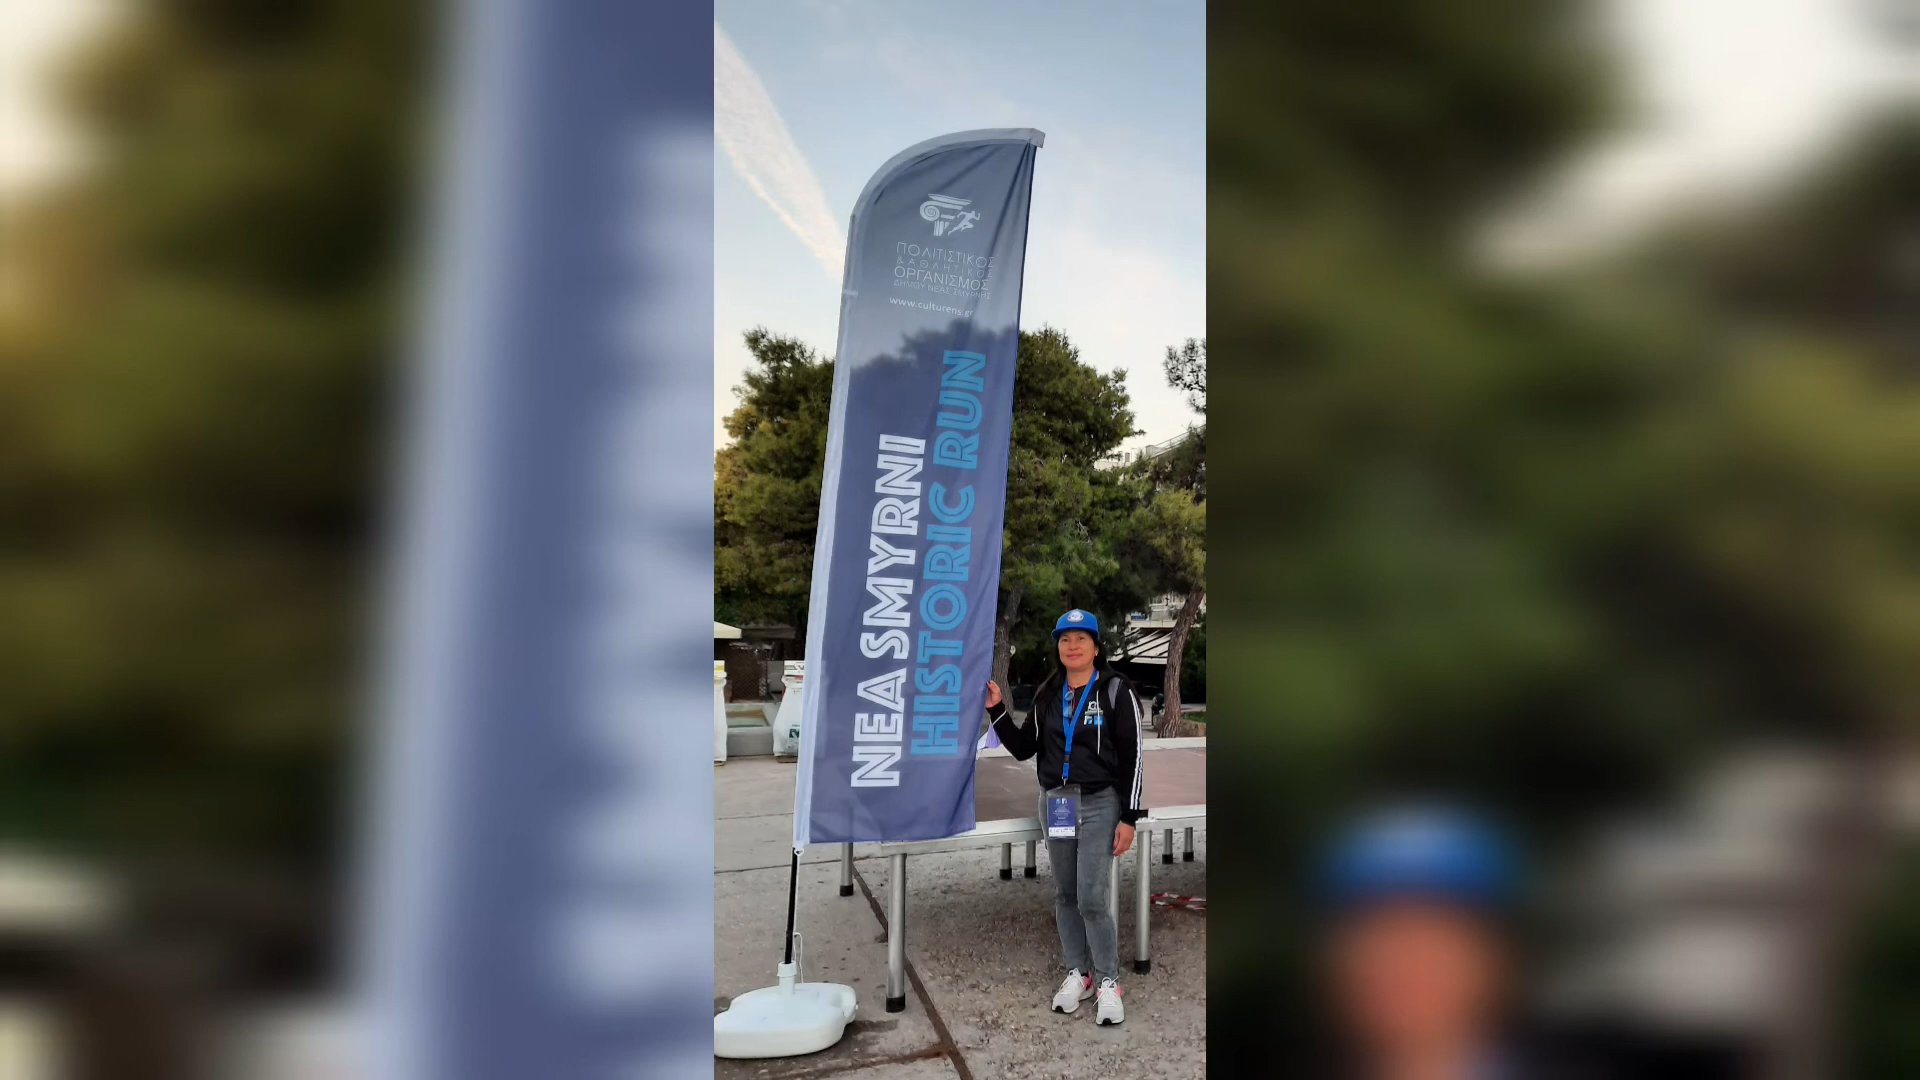 ΠΟΛΙΤΙΣΤΙΚΟΣ
& ΑΘΛΗΤΙΚΟΣ
ΟΡΓΑΝΙΣΜΟΣ
ΔΗΜΟΥ ΝΕΑΣ ΣΜΥΡΝΗΣ
www.culturens.gr
NEA SMYRNI
HISTORIC RUN